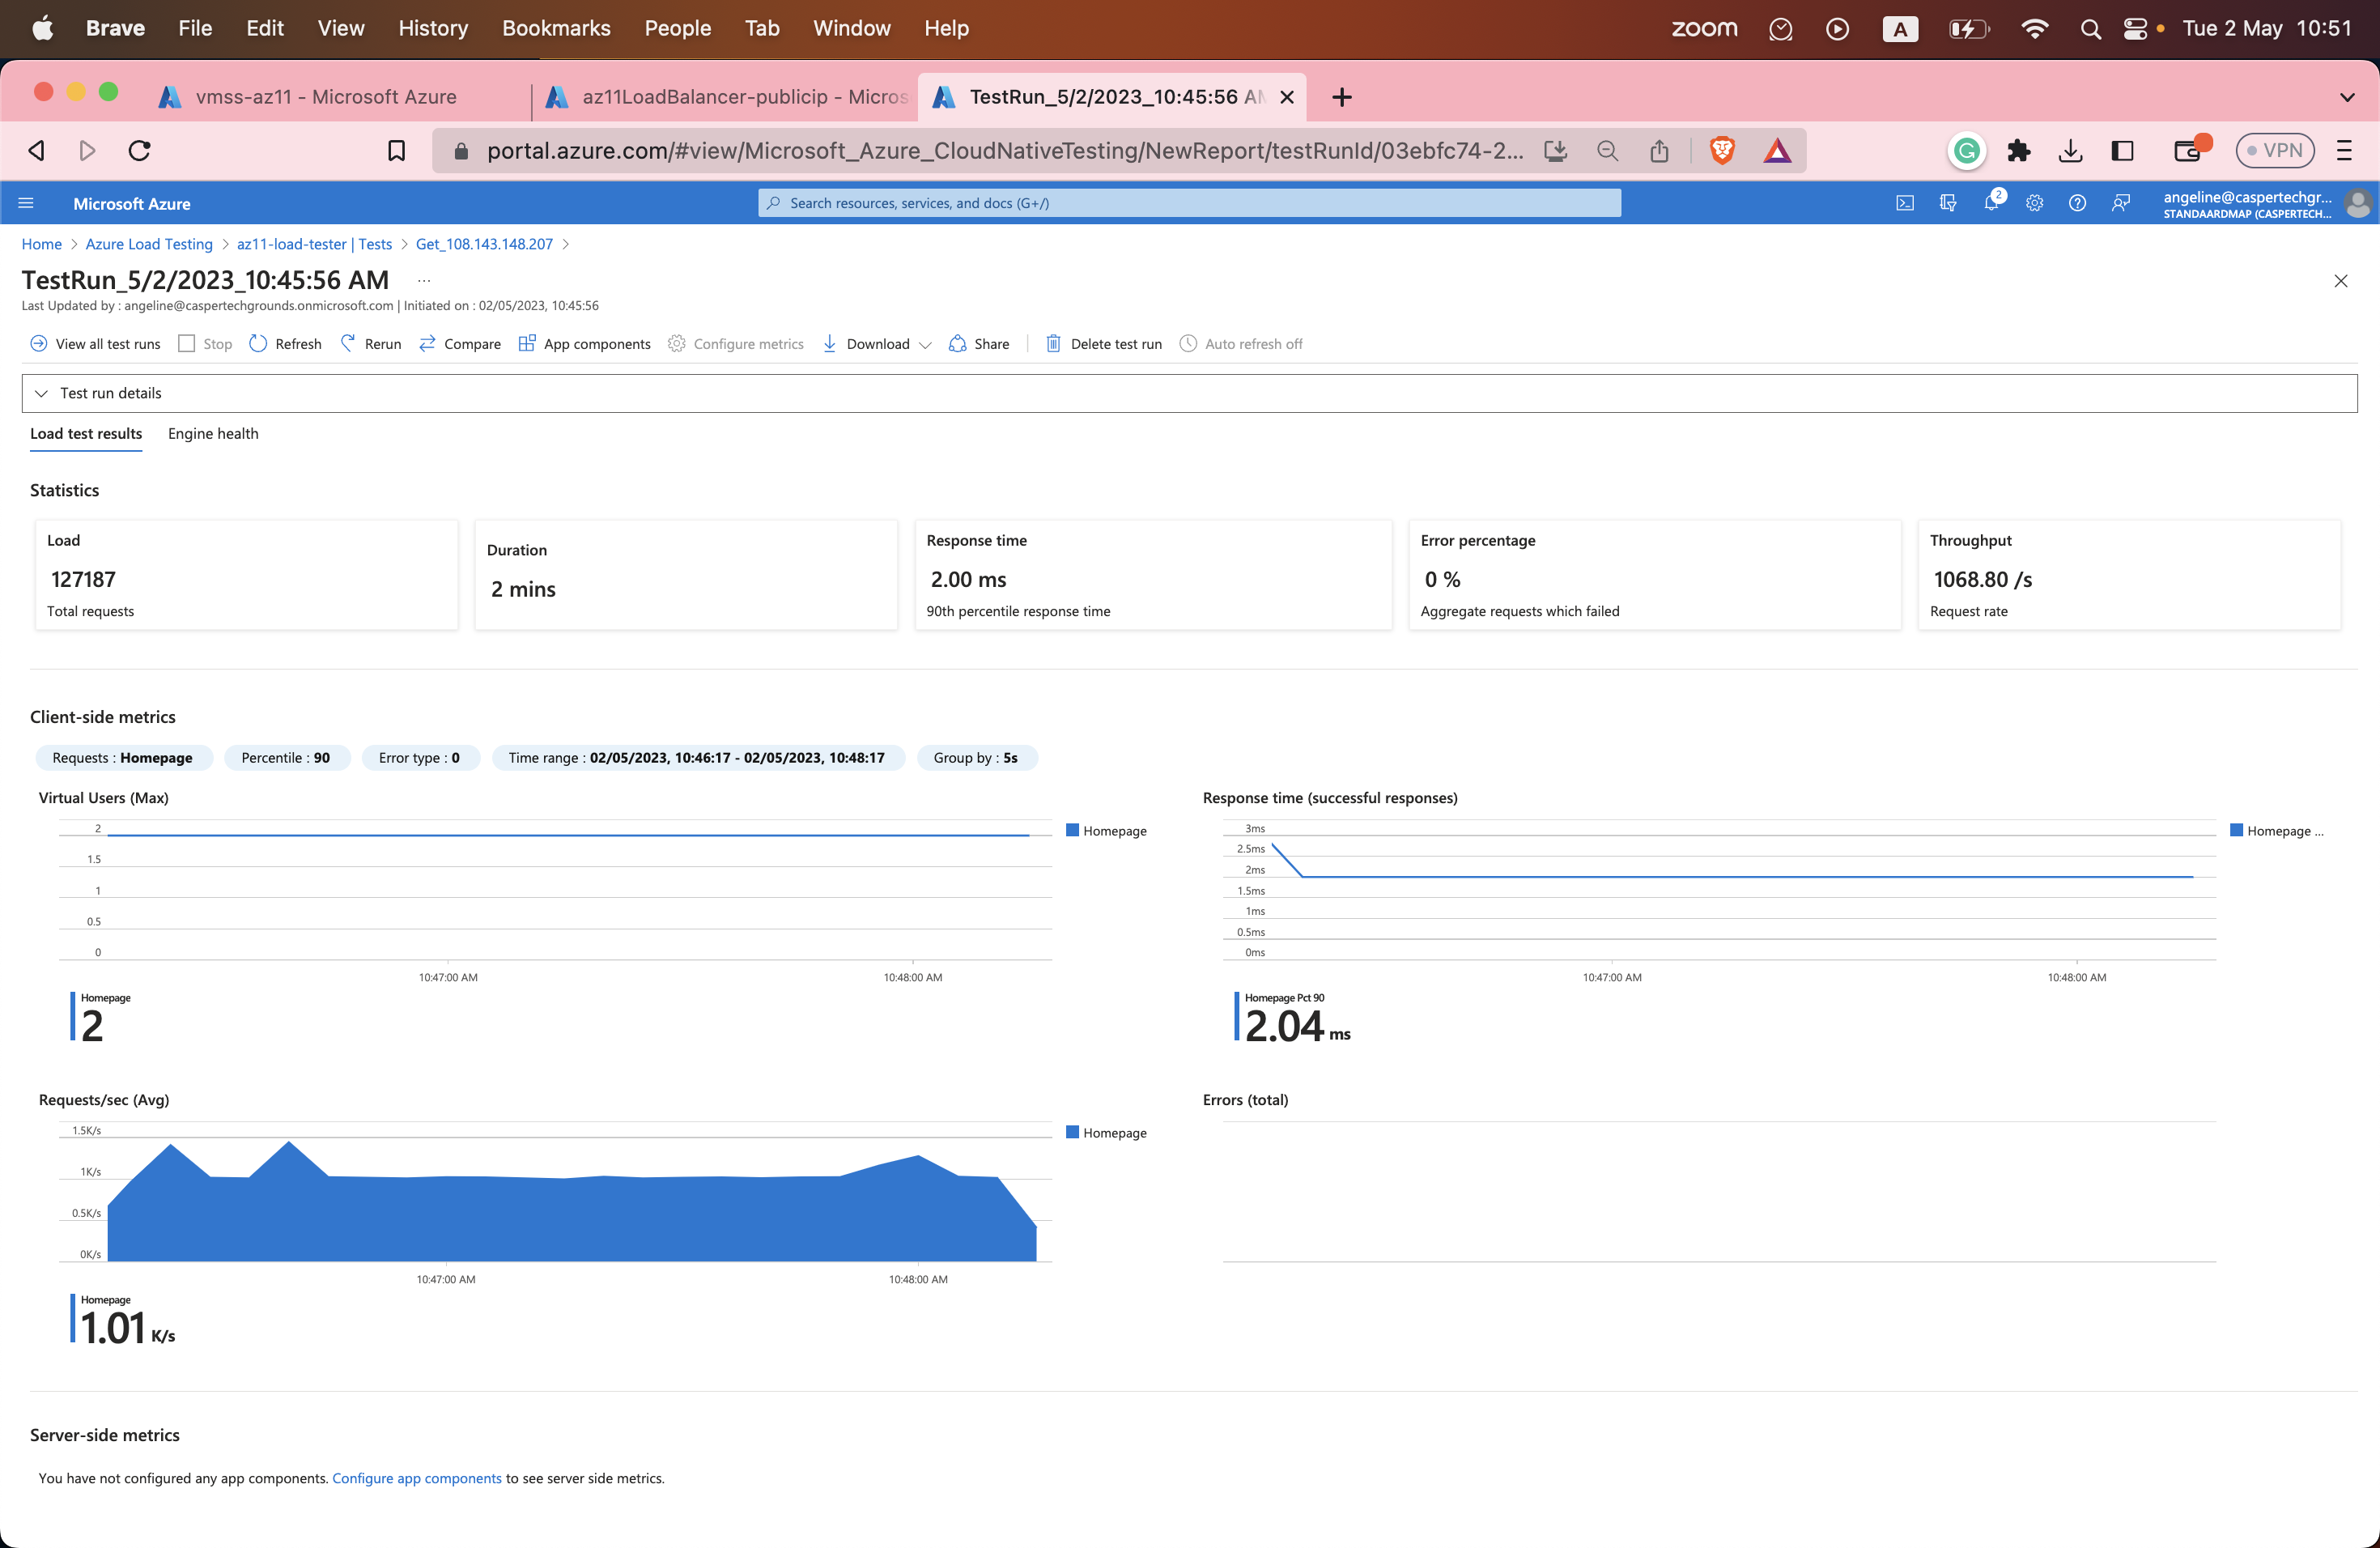 Brave File Edit View History Bookmarks People Tab Window Help zoom A Tue 2 May 10:51
vmss-az11 - Microsoft Azure az11LoadBalancer-publicip - Micros TestRun_5/2/2023_10:45:56 AM
portal.azure.com/#view/Microsoft_Azure_CloudNativeTesting/NewReport/testRunId/03ebfc74-2... VPN
Microsoft Azure Search resources, services, and docs (G+/) 2 angeline@caspertechgr...
STANDAARDMAP (CASPERTECH...
Home > Azure Load Testing > az11-load-tester | Tests > Get_108.143.148.207 >
TestRun_5/2/2023_10:45:56 AM ...
Last Updated by : angeline@caspertechgrounds.onmicrosoft.com | Initiated on : 02/05/2023, 10:45:56
View all test runs Stop Refresh Rerun Compare App components Configure metrics Download Share Delete test run Auto refresh off
Test run details
Load test results Engine health
Statistics
Load
127187
Total requests
Duration
2 mins
Response time
2.00 ms
90th percentile response time
Error percentage
0 %
Aggregate requests which failed
Throughput
1068.80 /s
Request rate
Client-side metrics
Requests : Homepage Percentile : 90 Error type : 0 Time range : 02/05/2023, 10:46:17 - 02/05/2023, 10:48:17 Group by : 5s
Virtual Users (Max)
2
1.5
1
0.5
0
10:47:00 AM 10:48:00 AM
Homepage
Homepage
2
Response time (successful responses)
3ms
2.5ms
2ms
1.5ms
1ms
0.5ms
0ms
10:47:00 AM 10:48:00 AM
Homepage ...
Homepage Pct 90
2.04 ms
Requests/sec (Avg)
1.5K/s
1K/s
0.5K/s
0K/s
10:47:00 AM 10:48:00 AM
Homepage
Homepage
1.01 K/s
Errors (total)
Server-side metrics
You have not configured any app components. Configure app components to see server side metrics.